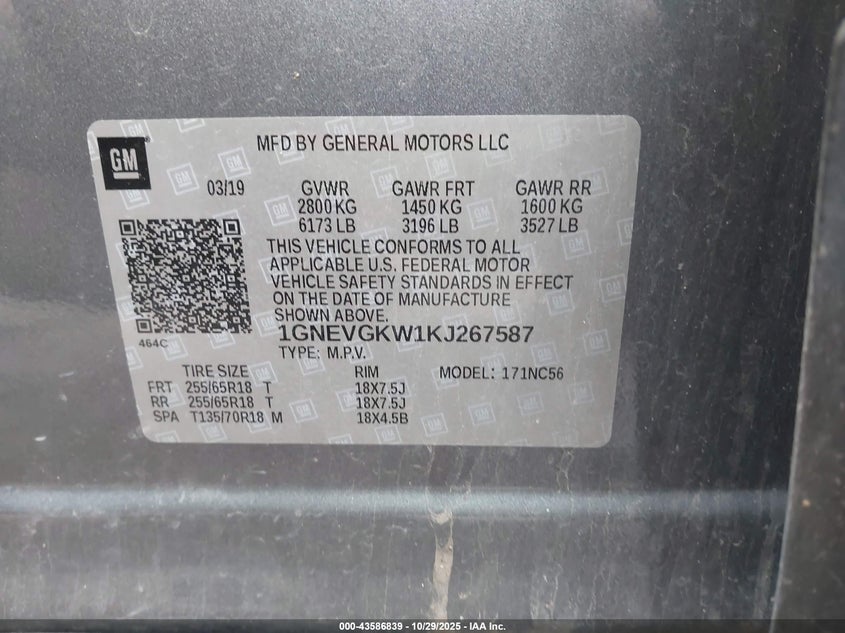 GM
MFD BY GENERAL MOTORS LLC
03/19 GVWR GAWR FRT GAWR RR
2800 KG 1450 KG 1600 KG
6173 LB 3196 LB 3527 LB
THIS VEHICLE CONFORMS TO ALL
APPLICABLE U.S. FEDERAL MOTOR
VEHICLE SAFETY STANDARDS IN EFFECT
ON THE DATE OF MANUFACTURE
SHOWN ABOVE.
464C
1GNEVGKW1KJ267587
TYPE: M.P.V.
TIRE SIZE RIM MODEL: 171NC56
FRT 255/65R18 T 18X7.5J
RR 255/65R18 T 18X7.5J
SPA T135/70R18 M 18X4.5B
000-43586839 - 10/29/2025 - IAA Inc.